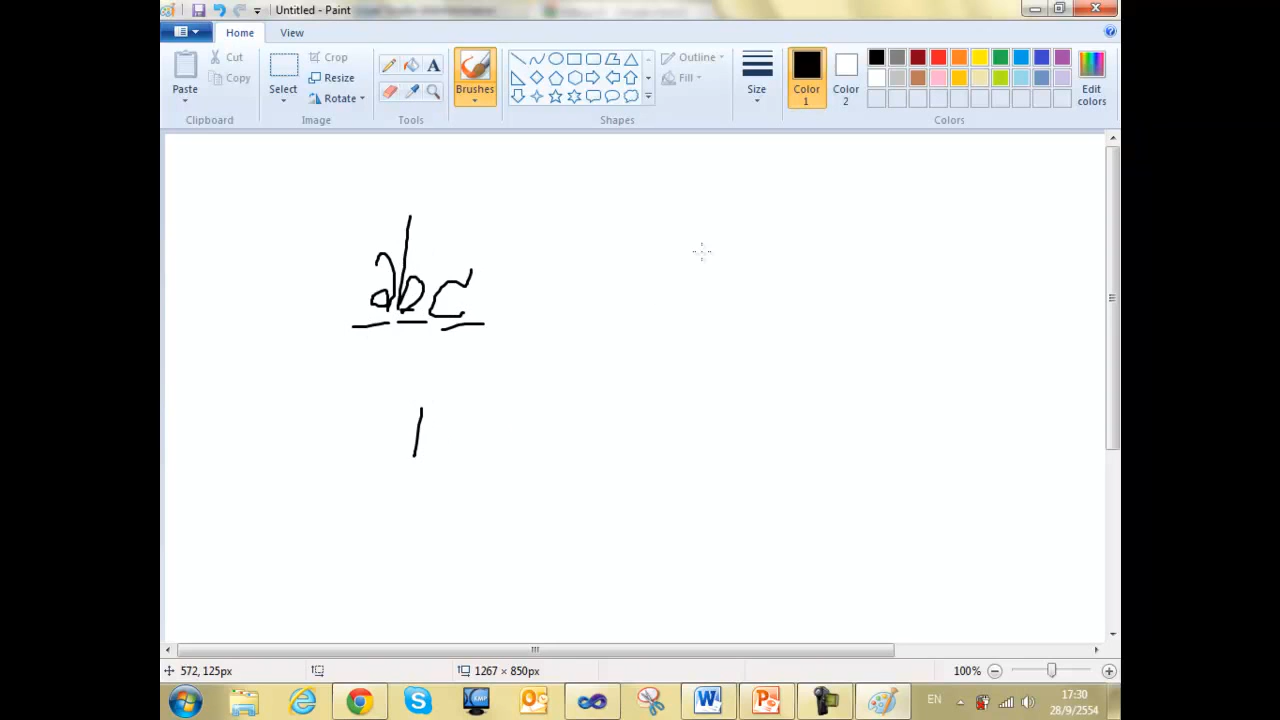 Untitled - Paint
Home View
Cut
Copy
Paste
Clipboard
Crop
Resize
Rotate
Select
Image
Tools
Brushes
Shapes
Outline
Fill
Size
Color 1
Color 2
Edit colors
Colors
abc
1
572, 125px
1267 × 850px
100%
EN
17:30
28/9/2554